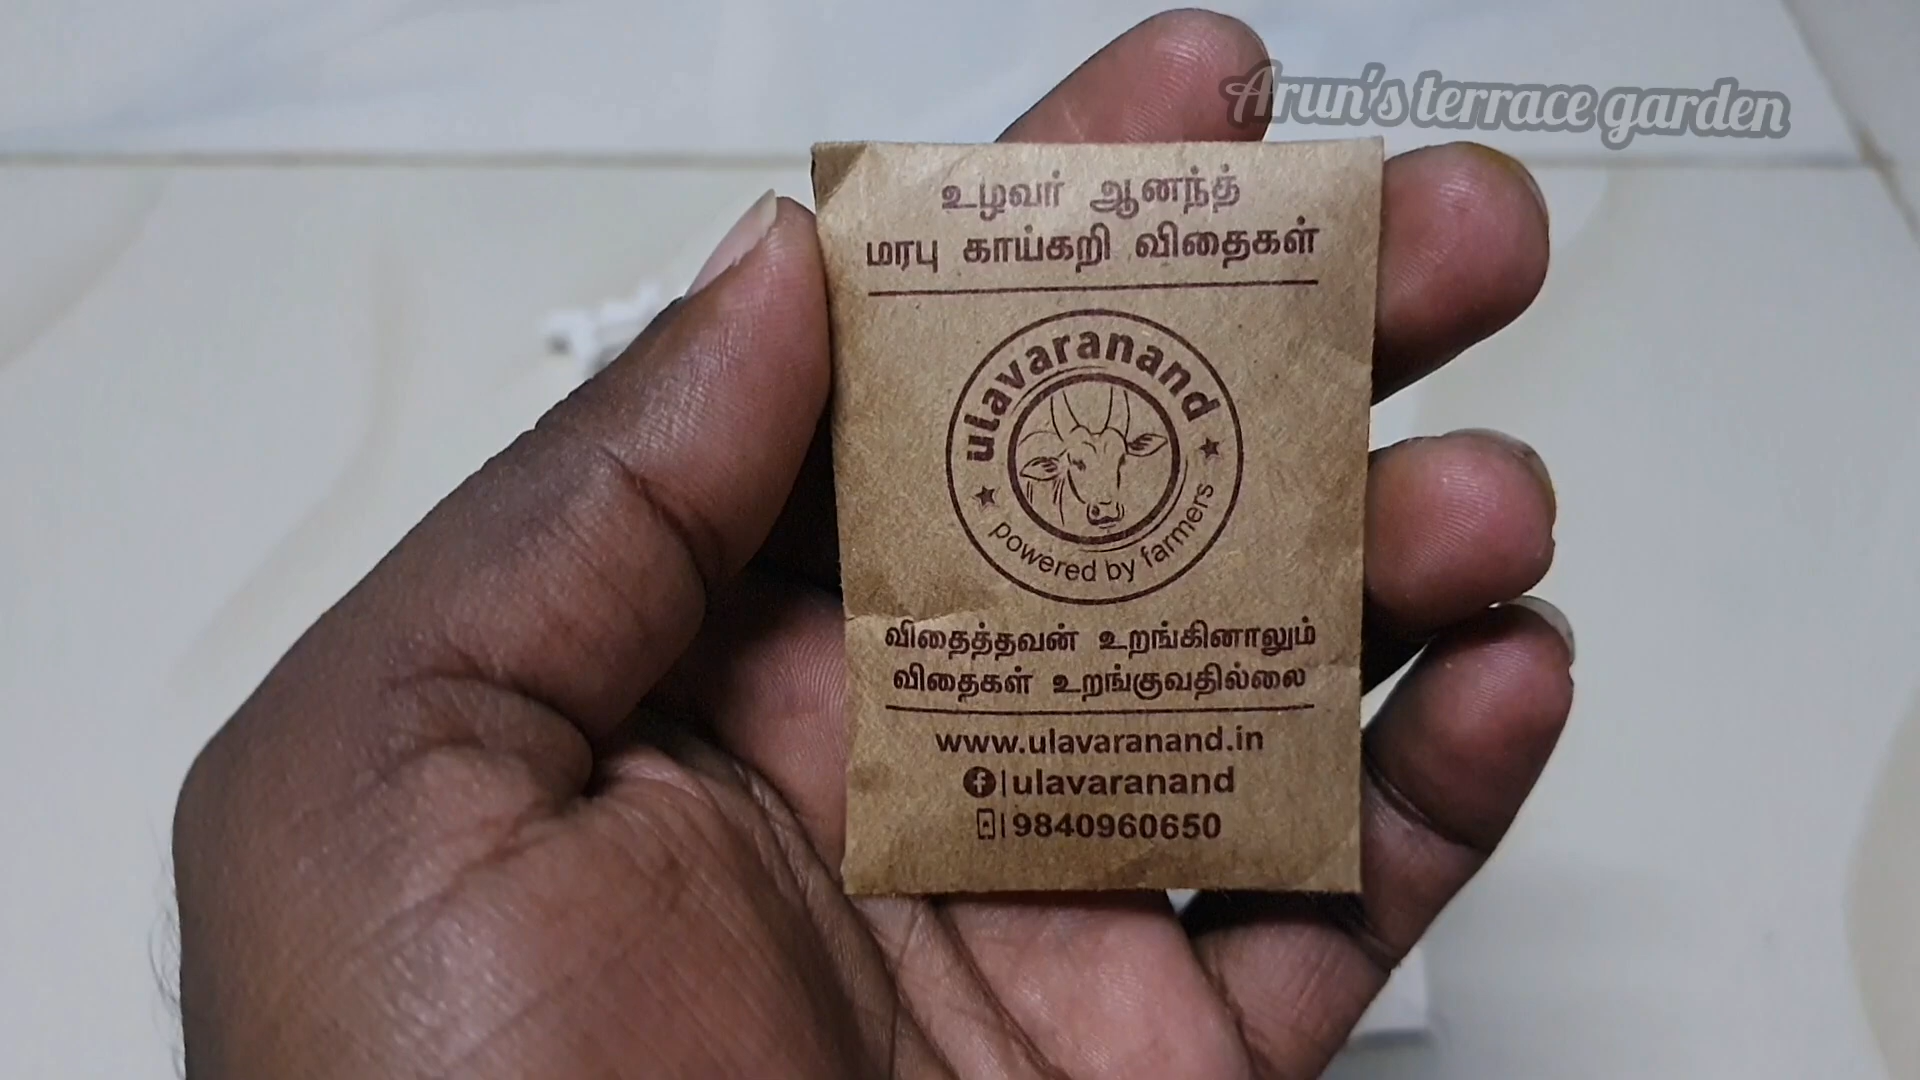 Arun's terrace garden
உழவர் ஆனந்த்
மரபு காய்கறி விதைகள்
ulavaranand
powered by farmers
விதைத்தவன் உறங்கினாலும்
விதைகள் உறங்குவதில்லை
www.ulavaranand.in
f|ulavaranand
|9840960650